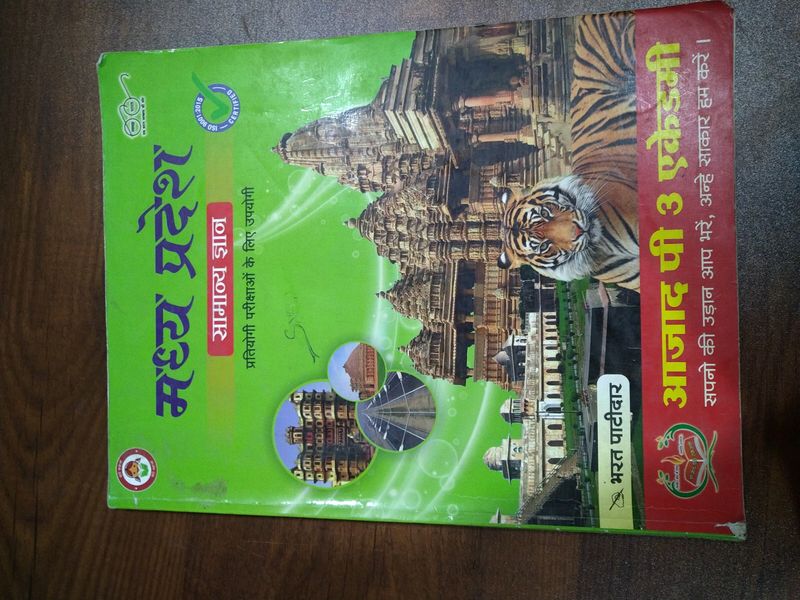 ISO 9001:2015
CERTIFIED
मध्य प्रदेश
सामान्य ज्ञान
प्रतियोगी परीक्षाओं के लिए उपयोगी
भरत पाटीदार
आजाद पी 3 एकेडमी
सपनो की उड़ान आप भरें, अन्हे साकार हम करें ।